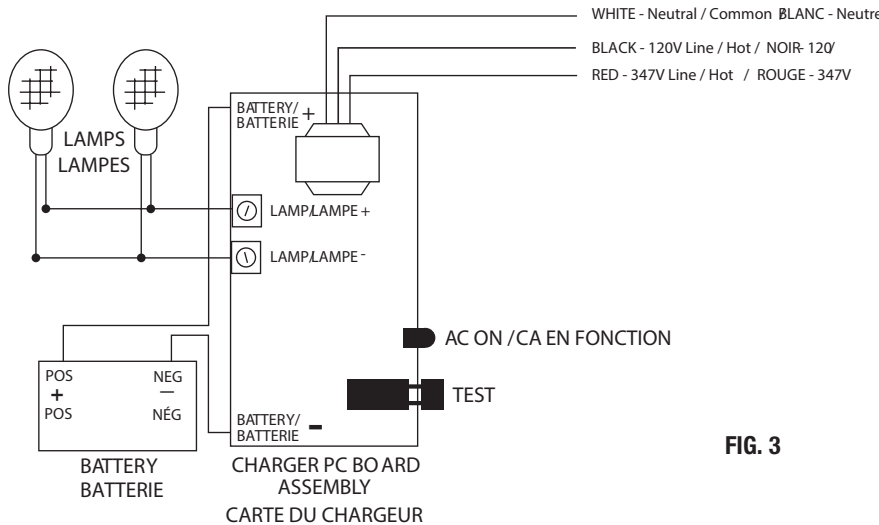 WHITE - Neutral / Common BLANC - Neutre
BLACK - 120V Line / Hot / NOIR- 120V
RED - 347V Line / Hot / ROUGE - 347V
LAMPS
LAMPES
BATTERY/
BATTERIE +
LAMP/LAMPE +
LAMP/LAMPE -
AC ON / CA EN FONCTION
TEST
BATTERY/
BATTERIE -
POS
+
POS
NEG
—
NÉG
BATTERY
BATTERIE
CHARGER PC BOARD
ASSEMBLY
CARTE DU CHARGEUR
FIG. 3